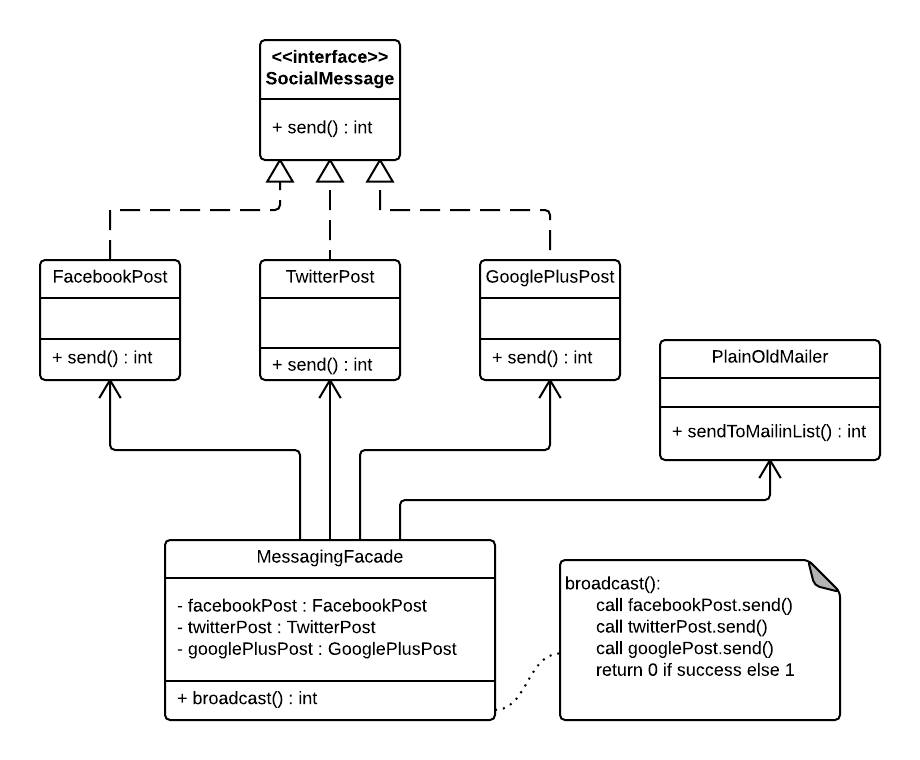 <<interface>>
SocialMessage
+ send() : int
FacebookPost
+ send() : int
TwitterPost
+ send() : int
GooglePlusPost
+ send() : int
PlainOldMailer
+ sendToMailinList() : int
MessagingFacade
- facebookPost : FacebookPost
- twitterPost : TwitterPost
- googlePlusPost : GooglePlusPost
+ broadcast() : int
broadcast():
call facebookPost.send()
call twitterPost.send()
call googlePost.send()
return 0 if success else 1